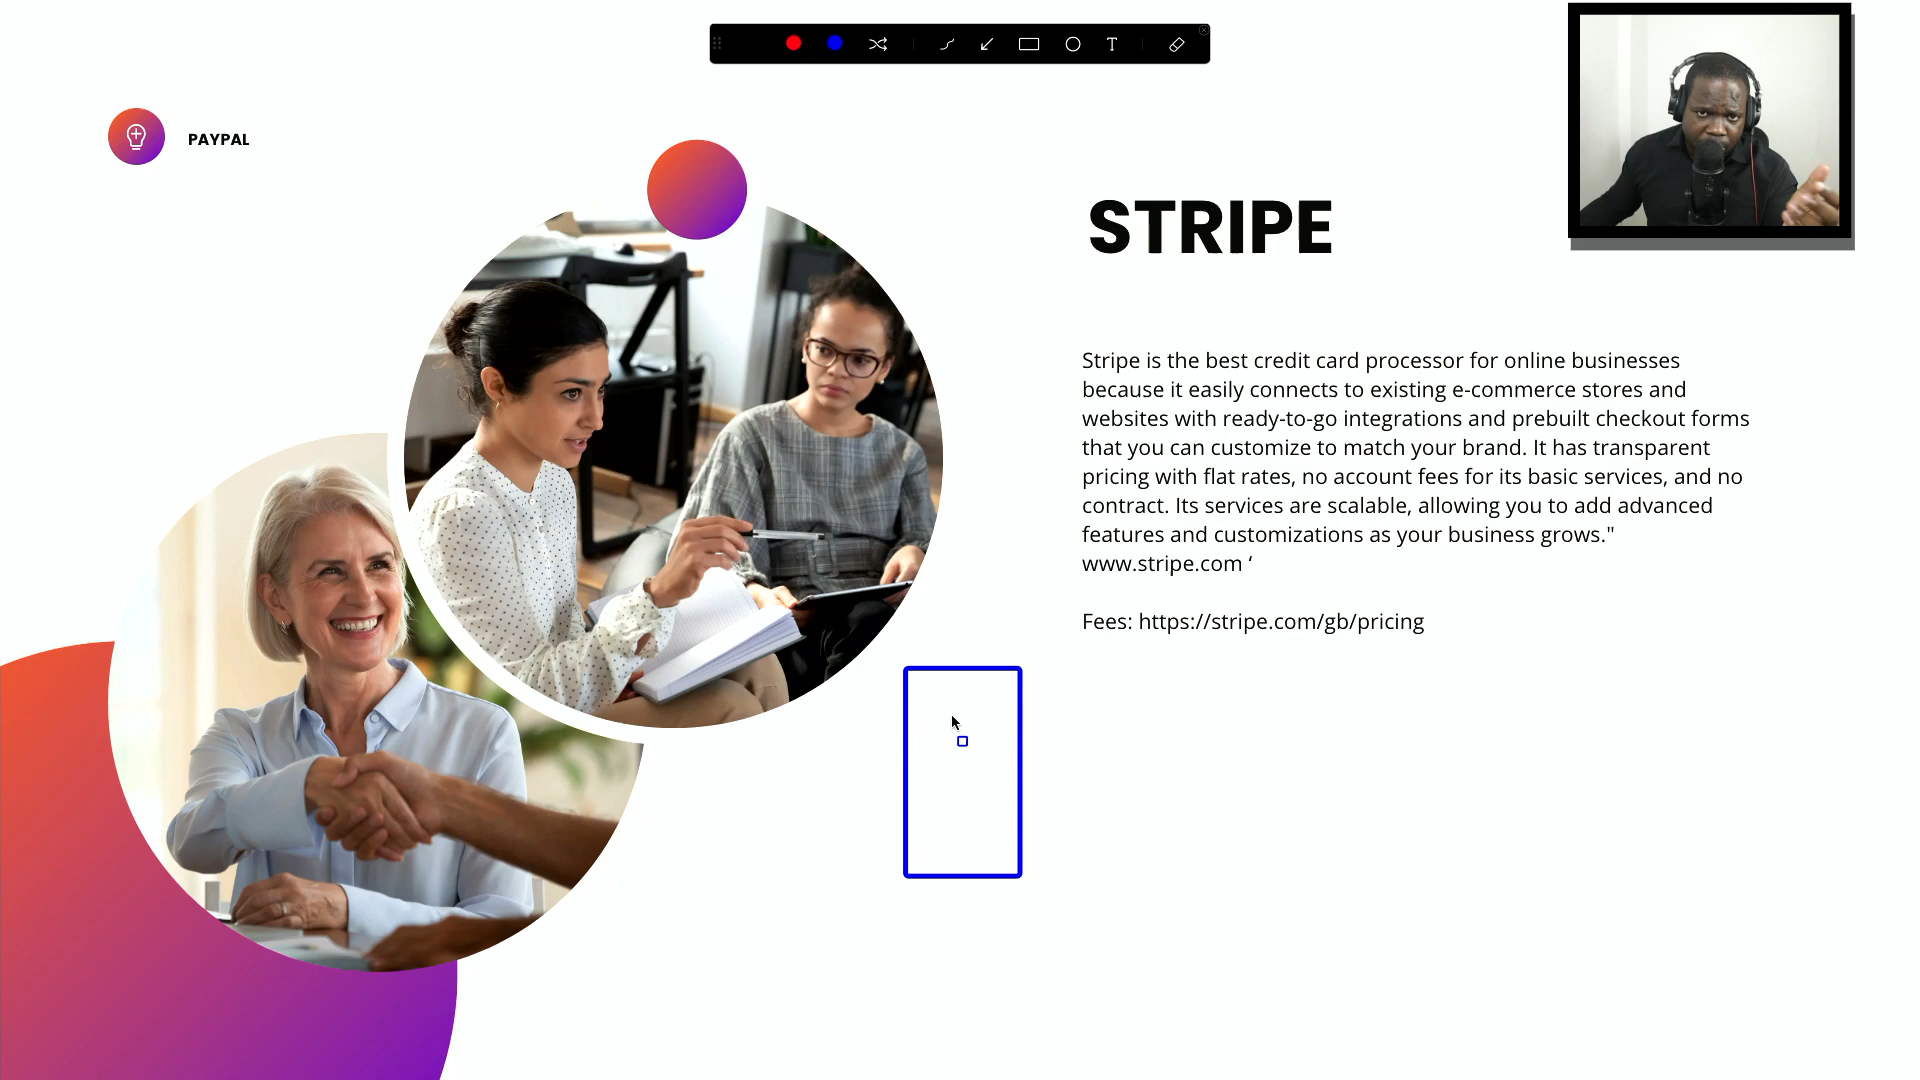 PAYPAL
STRIPE
Stripe is the best credit card processor for online businesses
because it easily connects to existing e-commerce stores and
websites with ready-to-go integrations and prebuilt checkout forms
that you can customize to match your brand. It has transparent
pricing with flat rates, no account fees for its basic services, and no
contract. Its services are scalable, allowing you to add advanced
features and customizations as your business grows."
www.stripe.com ‘
Fees: https://stripe.com/gb/pricing